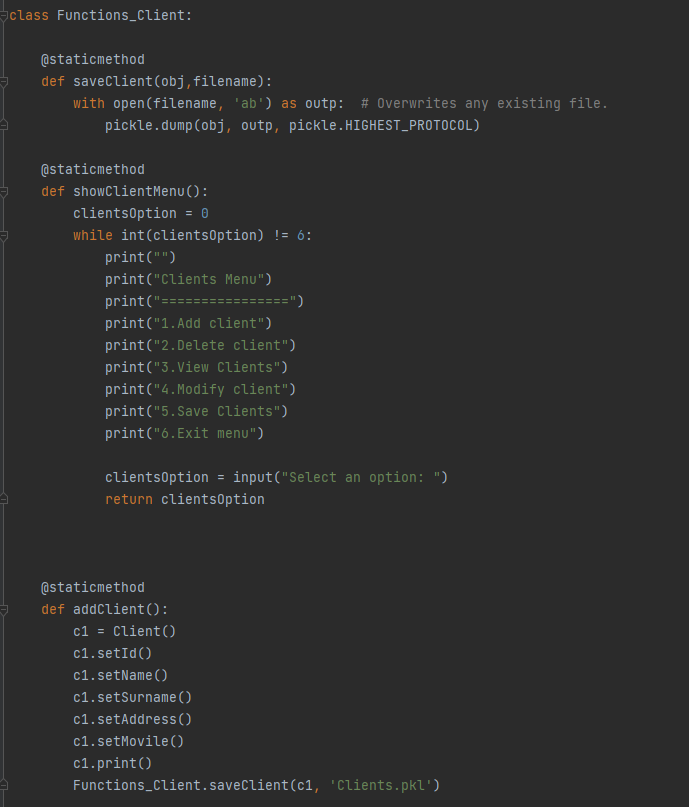 class Functions_Client:
@staticmethod
def saveClient(obj,filename):
with open(filename, 'ab') as outp:  # Overwrites any existing file.
pickle.dump(obj, outp, pickle.HIGHEST_PROTOCOL)
@staticmethod
def showClientMenu():
clientsOption = 0
while int(clientsOption) != 6:
print("")
print("Clients Menu")
print("================")
print("1.Add client")
print("2.Delete client")
print("3.View Clients")
print("4.Modify client")
print("5.Save Clients")
print("6.Exit menu")
clientsOption = input("Select an option: ")
return clientsOption
@staticmethod
def addClient():
c1 = Client()
c1.setId()
c1.setName()
c1.setSurname()
c1.setAddress()
c1.setMovile()
c1.print()
Functions_Client.saveClient(c1, 'Clients.pkl')